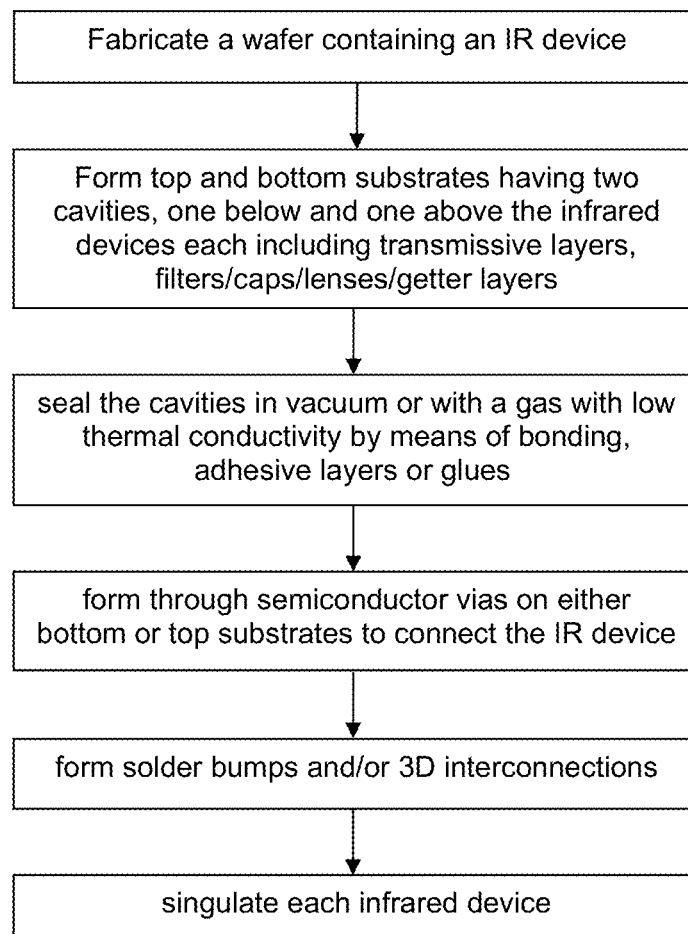 Fabricate a wafer containing an IR device
Form top and bottom substrates having two
cavities, one below and one above the infrared
devices each including transmissive layers,
filters/caps/lenses/getter layers
seal the cavities in vacuum or with a gas with low
thermal conductivity by means of bonding,
adhesive layers or glues
form through semiconductor vias on either
bottom or top substrates to connect the IR device
form solder bumps and/or 3D interconnections
singulate each infrared device